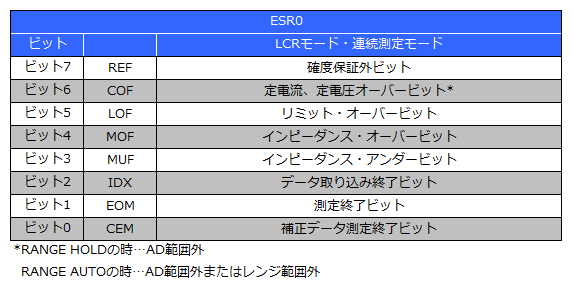 ESR0
ビット LCRモード・連続測定モード
ビット7 REF 確度保証外ビット
ビット6 COF 定電流、定電圧オーバービット*
ビット5 LOF リミット・オーバービット
ビット4 MOF インピーダンス・オーバービット
ビット3 MUF インピーダンス・アンダービット
ビット2 IDX データ取り込み終了ビット
ビット1 EOM 測定終了ビット
ビット0 CEM 補正データ測定終了ビット
*RANGE HOLDの時…AD範囲外
RANGE AUTOの時…AD範囲外またはレンジ範囲外